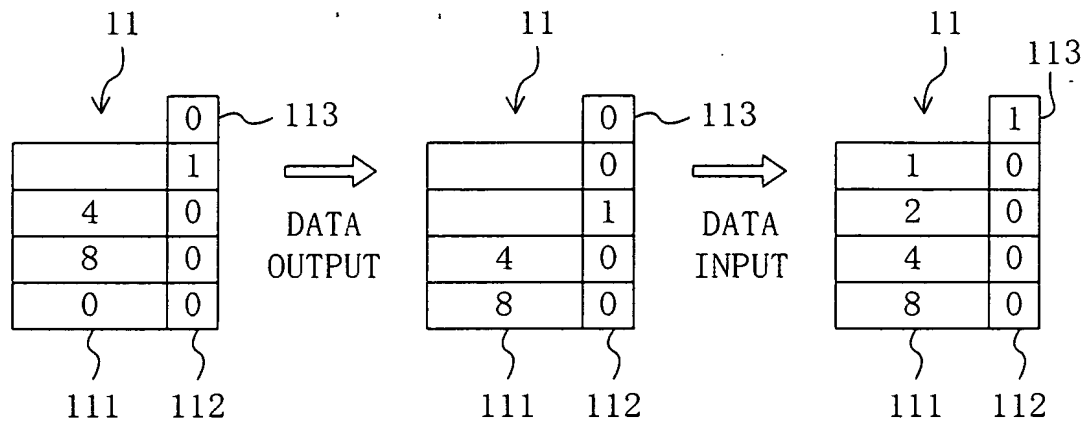 11 11 11
113
0 113 0 113 1
1 0 1 0
4 0 1 2 0
DATA OUTPUT DATA INPUT
8 0 4 0 4 0
0 0 8 0 8 0
111 112 111 112 111 112